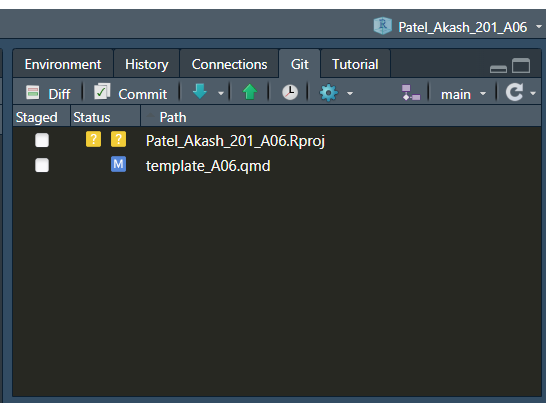 Patel_Akash_201_A06
Environment History Connections Git Tutorial
Diff Commit main
Staged Status Path
? ? Patel_Akash_201_A06.Rproj
M template_A06.qmd